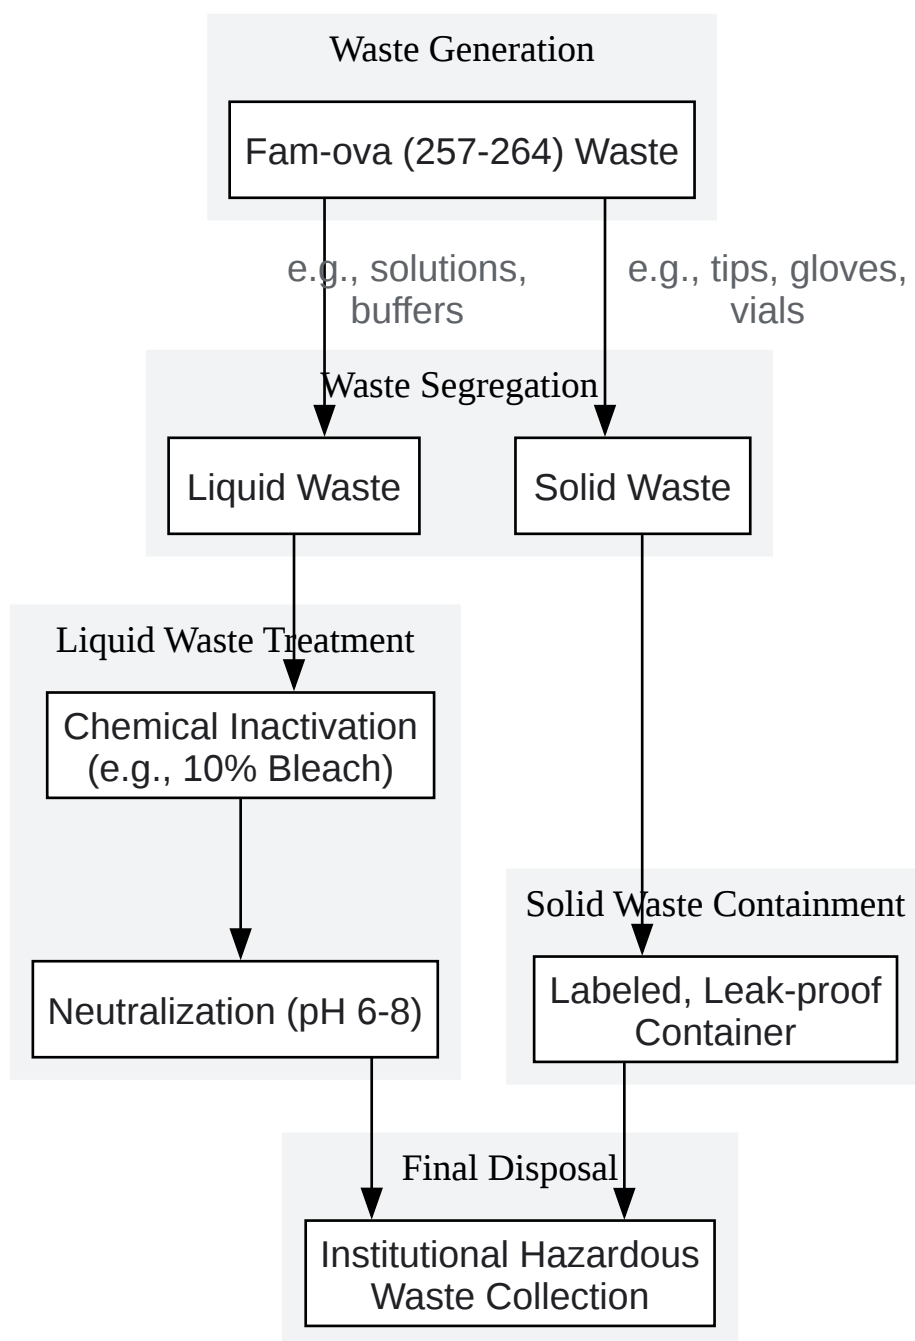 Waste Generation
Fam-ova (257-264) Waste
e.g., solutions,
buffers
e.g., tips, gloves,
vials
Waste Segregation
Liquid Waste
Solid Waste
Liquid Waste Treatment
Chemical Inactivation
(e.g., 10% Bleach)
Neutralization (pH 6-8)
Solid Waste Containment
Labeled, Leak-proof
Container
Final Disposal
Institutional Hazardous
Waste Collection